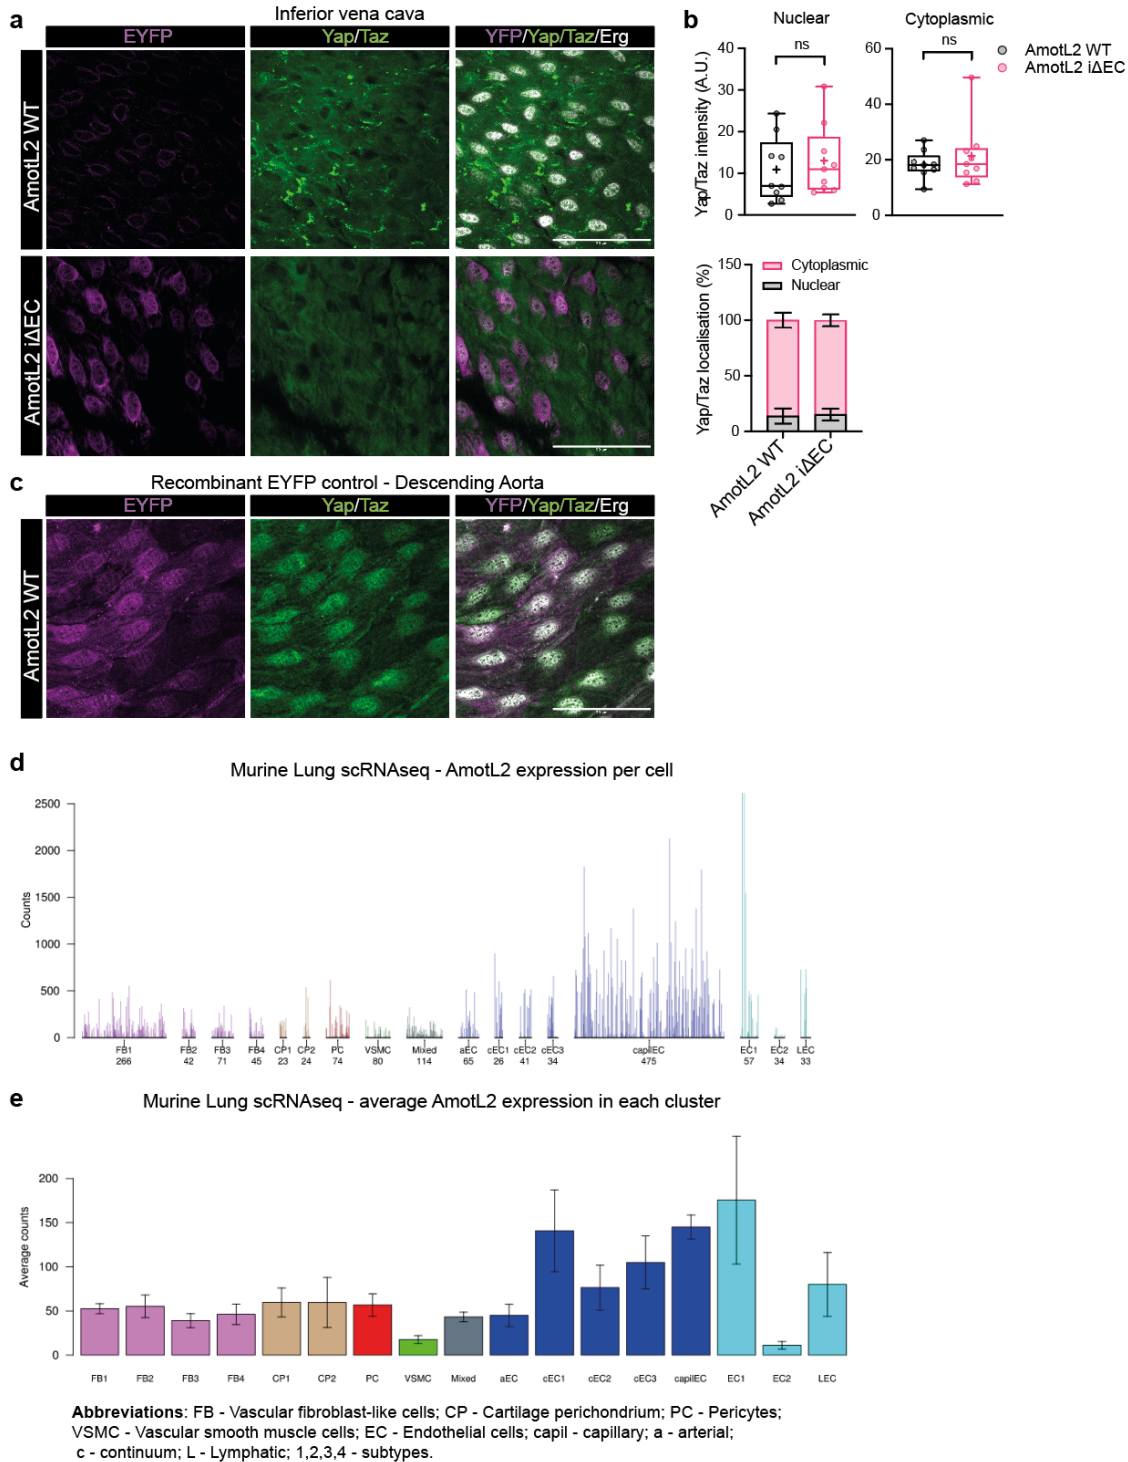 a
Inferior vena cava
EYFP
Yap/Taz
YFP/Yap/Taz/Erg
AmotL2 WT
AmotL2 iΔEC
b
Nuclear
Cytoplasmic
ns
ns
AmotL2 WT
AmotL2 iΔEC
Yap/Taz intensity (A.U.)
40
30
20
10
0
60
40
20
0
Cytoplasmic
Nuclear
Yap/Taz localisation (%)
150
100
50
0
AmotL2 WT
AmotL2 iΔEC
c
Recombinant EYFP control - Descending Aorta
EYFP
Yap/Taz
YFP/Yap/Taz/Erg
AmotL2 WT
d
Murine Lung scRNAseq - AmotL2 expression per cell
Counts
2500
2000
1500
1000
500
0
FB1 FB2 FB3 FB4 CP1 CP2 PC VSMC Mixed aEC cEC1 cEC2 cEC3 capilEC EC1 EC2 LEC
266 42 71 45 23 24 74 80 114 65 26 41 34 475 57 34 33
e
Murine Lung scRNAseq - average AmotL2 expression in each cluster
Average counts
200
150
100
50
0
FB1 FB2 FB3 FB4 CP1 CP2 PC VSMC Mixed aEC cEC1 cEC2 cEC3 capilEC EC1 EC2 LEC
Abbreviations: FB - Vascular fibroblast-like cells; CP - Cartilage perichondrium; PC - Pericytes;
VSMC - Vascular smooth muscle cells; EC - Endothelial cells; capil - capillary; a - arterial;
c - continuum; L - Lymphatic; 1,2,3,4 - subtypes.